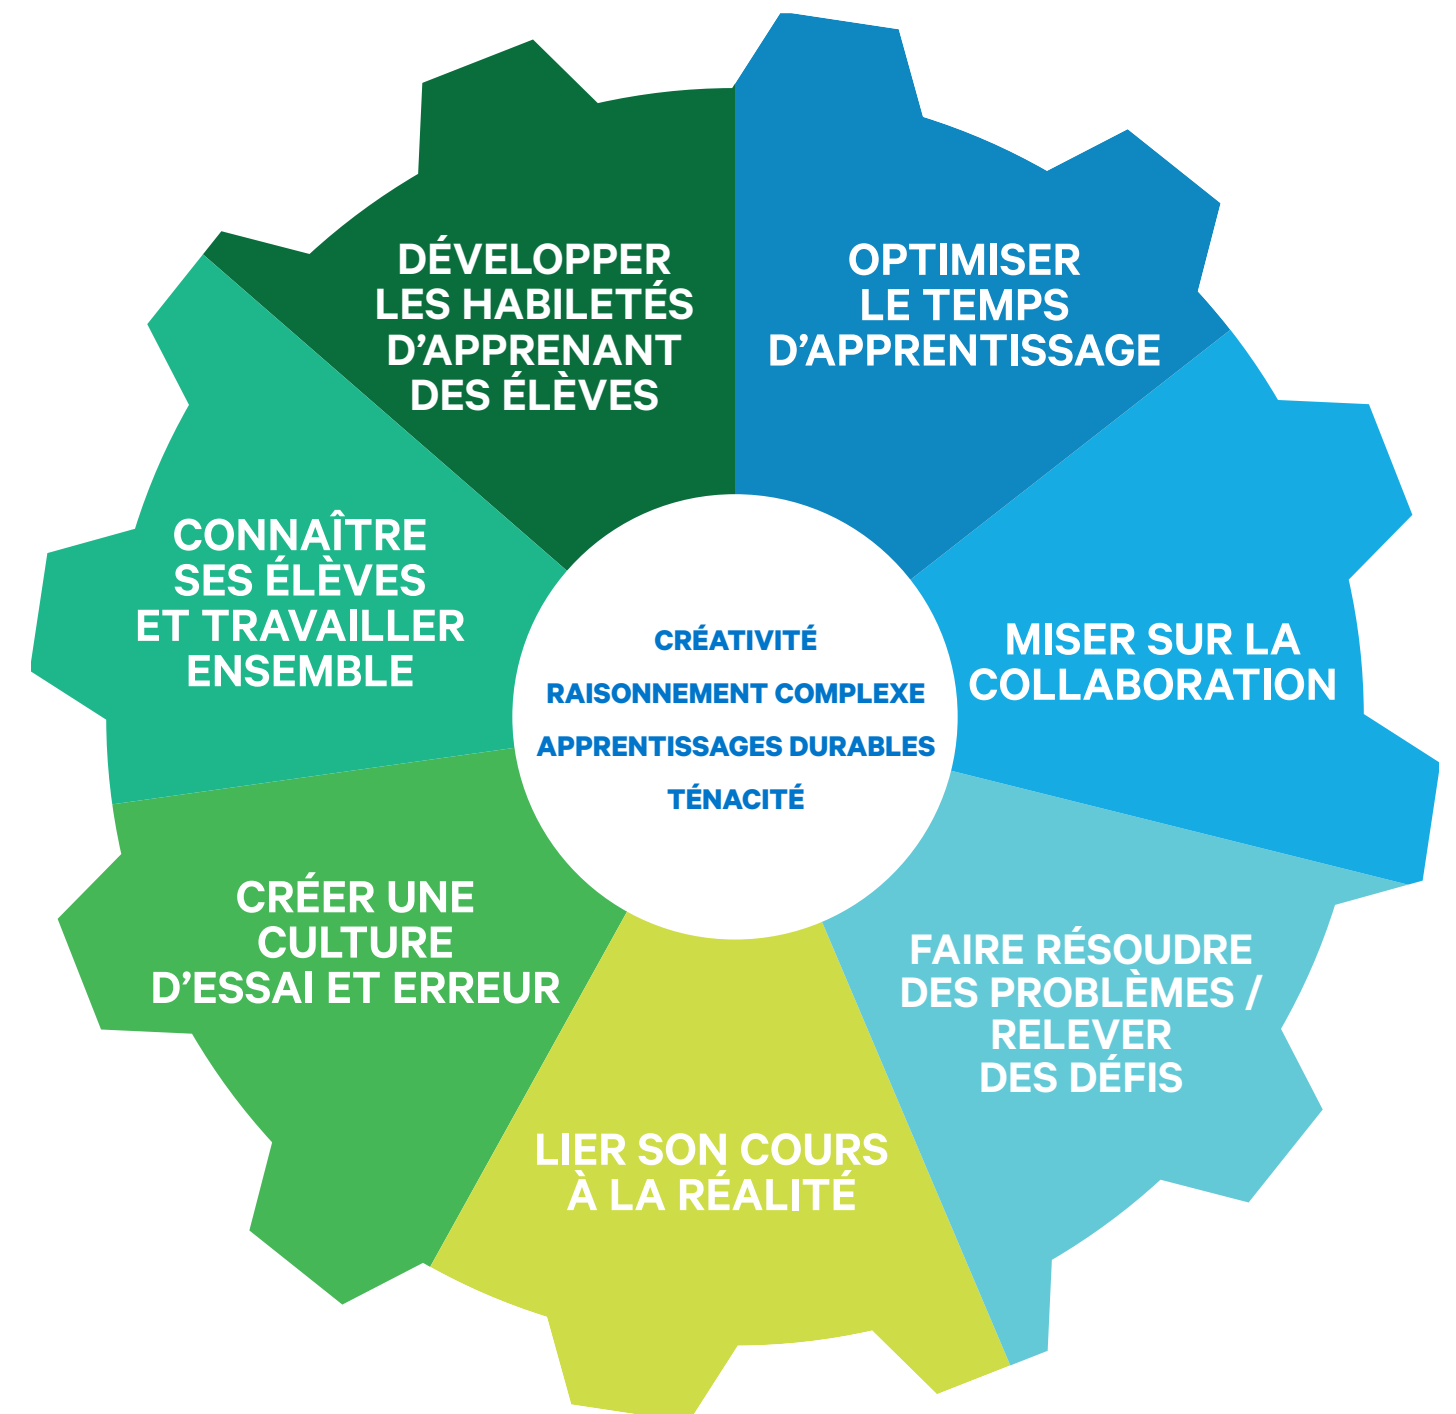 DÉVELOPPER
LES HABILETÉS
D’APPRENANT
DES ÉLÈVES
OPTIMISER
LE TEMPS
D’APPRENTISSAGE
CONNAÎTRE
SES ÉLÈVES
ET TRAVAILLER
ENSEMBLE
CRÉATIVITÉ
RAISONNEMENT COMPLEXE
APPRENTISSAGES DURABLES
TÉNACITÉ
MISER SUR LA
COLLABORATION
CRÉER UNE
CULTURE
D’ESSAI ET ERREUR
FAIRE RÉSOUDRE
DES PROBLÈMES /
RELEVER
DES DÉFIS
LIER SON COURS
À LA RÉALITÉ